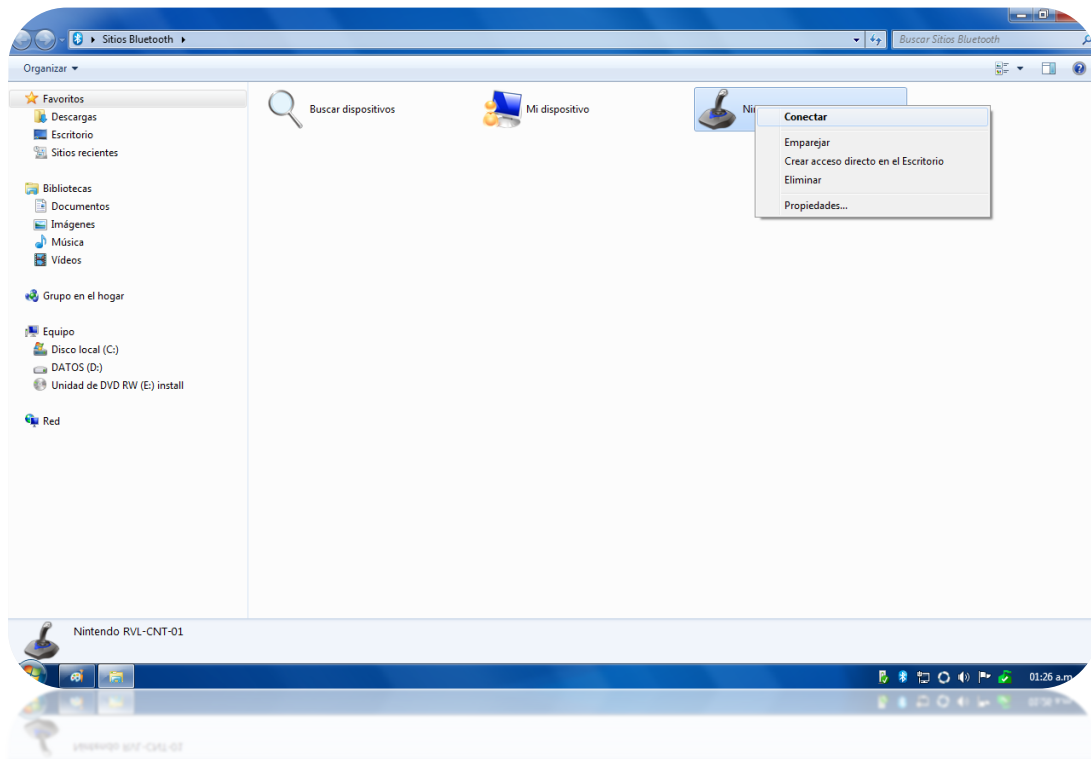 Sitios Bluetooth
Buscar Sitios Bluetooth
Organizar
Favoritos
Descargas
Escritorio
Sitios recientes
Bibliotecas
Documentos
Imágenes
Música
Vídeos
Grupo en el hogar
Equipo
Disco local (C:)
DATOS (D:)
Unidad de DVD RW (E:) install
Red
Buscar dispositivos
Mi dispositivo
Conectar
Emparejar
Crear acceso directo en el Escritorio
Eliminar
Propiedades...
Nintendo RVL-CNT-01
01:26 a.m.